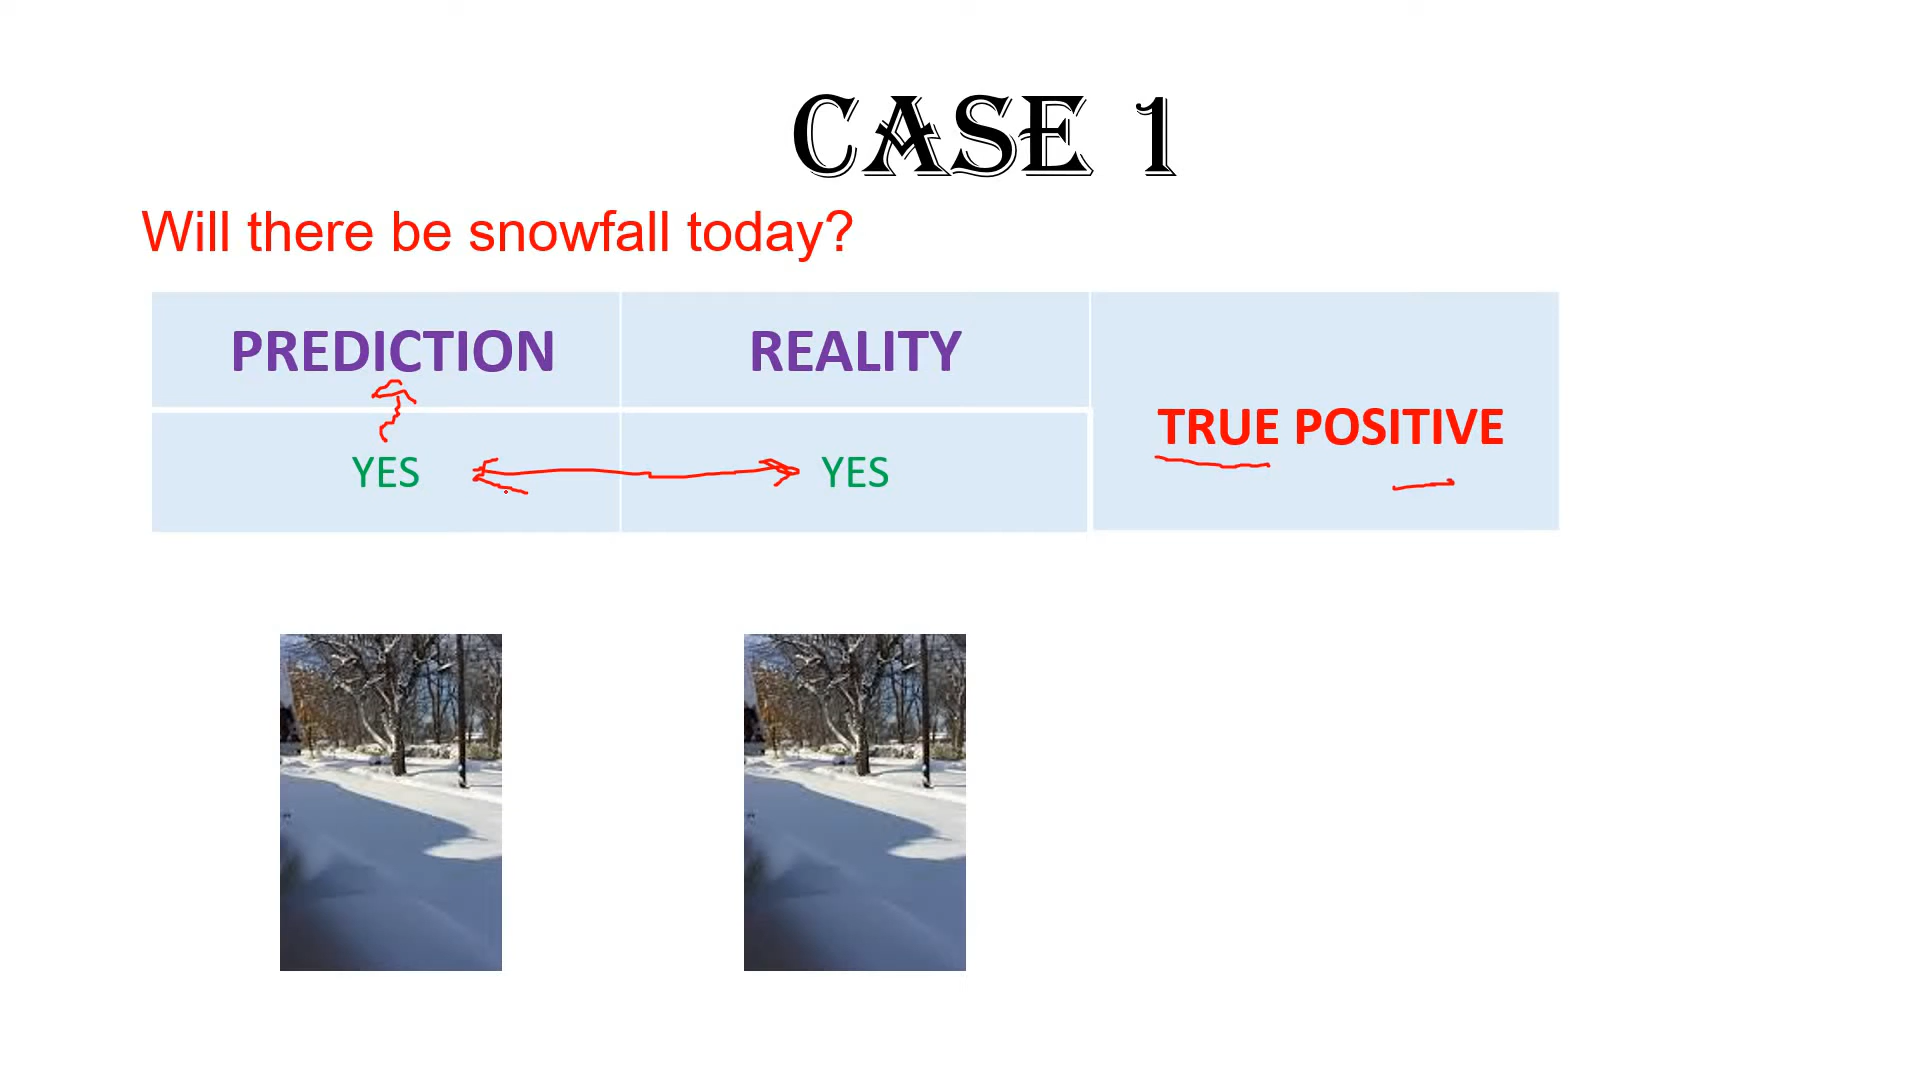 CASE 1
Will there be snowfall today?
PREDICTION REALITY
TRUE POSITIVE
YES YES